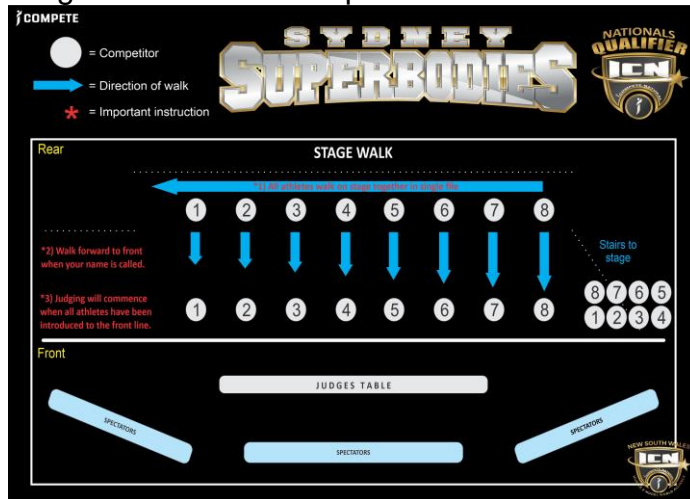 COMPETE
= Competitor
= Direction of walk
* = Important instruction
SYDNEY
SUPERBODIES
NATIONALS
QUALIFIER
ICN
Rear
STAGE WALK
*1) All athletes walk on stage together in single file
1 2 3 4 5 6 7 8
*2) Walk forward to front
when your name is called.
Stairs to
stage
*3) Judging will commence
when all athletes have been
introduced to the front line.
1 2 3 4 5 6 7 8
8 7 6 5
1 2 3 4
Front
JUDGES TABLE
SPECTATORS
SPECTATORS
SPECTATORS
NEW SOUTH WALES
ICN